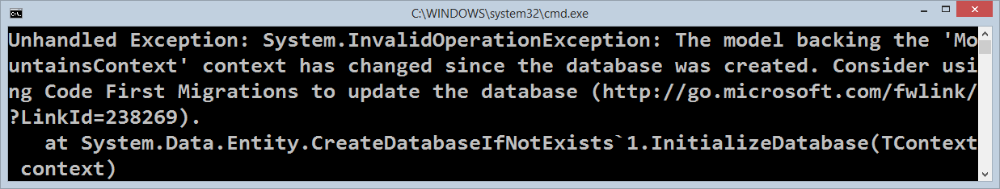 C:\WINDOWS\system32\cmd.exe
Unhandled Exception: System.InvalidOperationException: The model backing the 'Mo
untainsContext' context has changed since the database was created. Consider usi
ng Code First Migrations to update the database (http://go.microsoft.com/fwlink/
?LinkId=238269).
   at System.Data.Entity.CreateDatabaseIfNotExists`1.InitializeDatabase(TContext
 context)